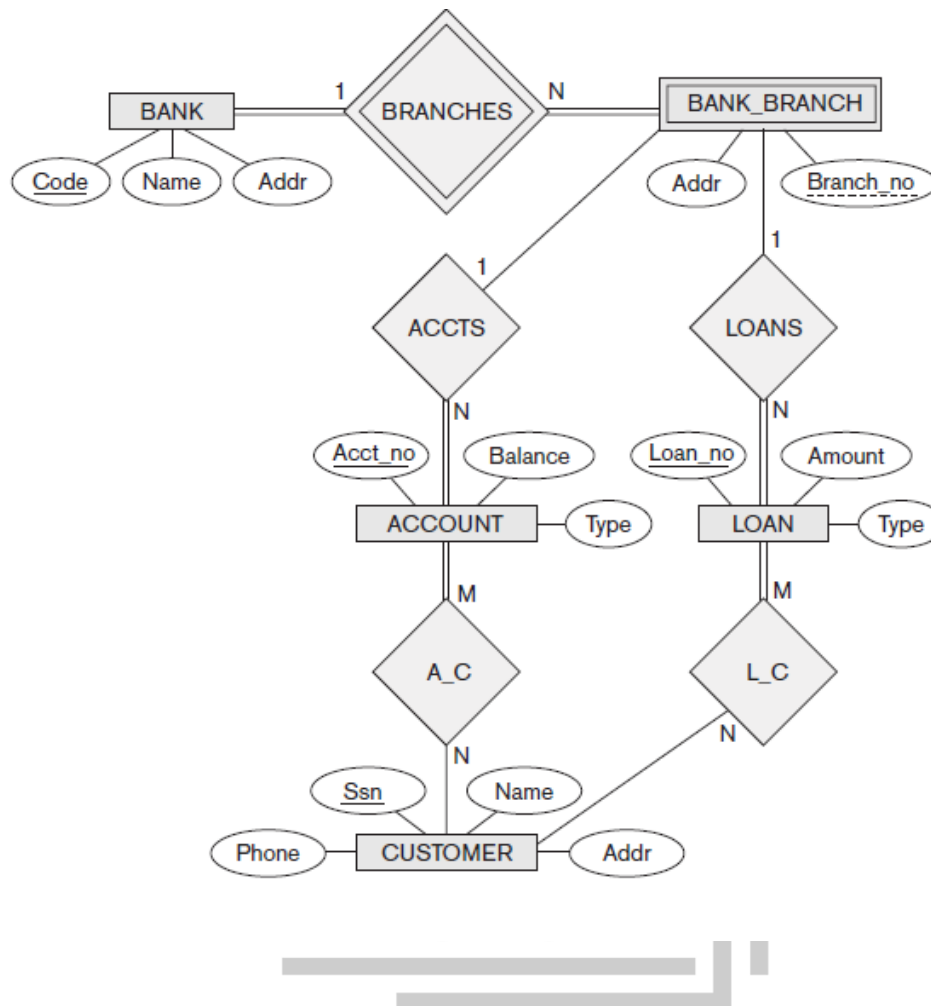 1
N
BANK
BRANCHES
BANK_BRANCH
Code
Name
Addr
Addr
Branch_no
1
1
ACCTS
LOANS
N
N
Acct_no
Balance
Loan_no
Amount
ACCOUNT
Type
LOAN
Type
M
M
A_C
L_C
N
N
Ssn
Name
Phone
CUSTOMER
Addr